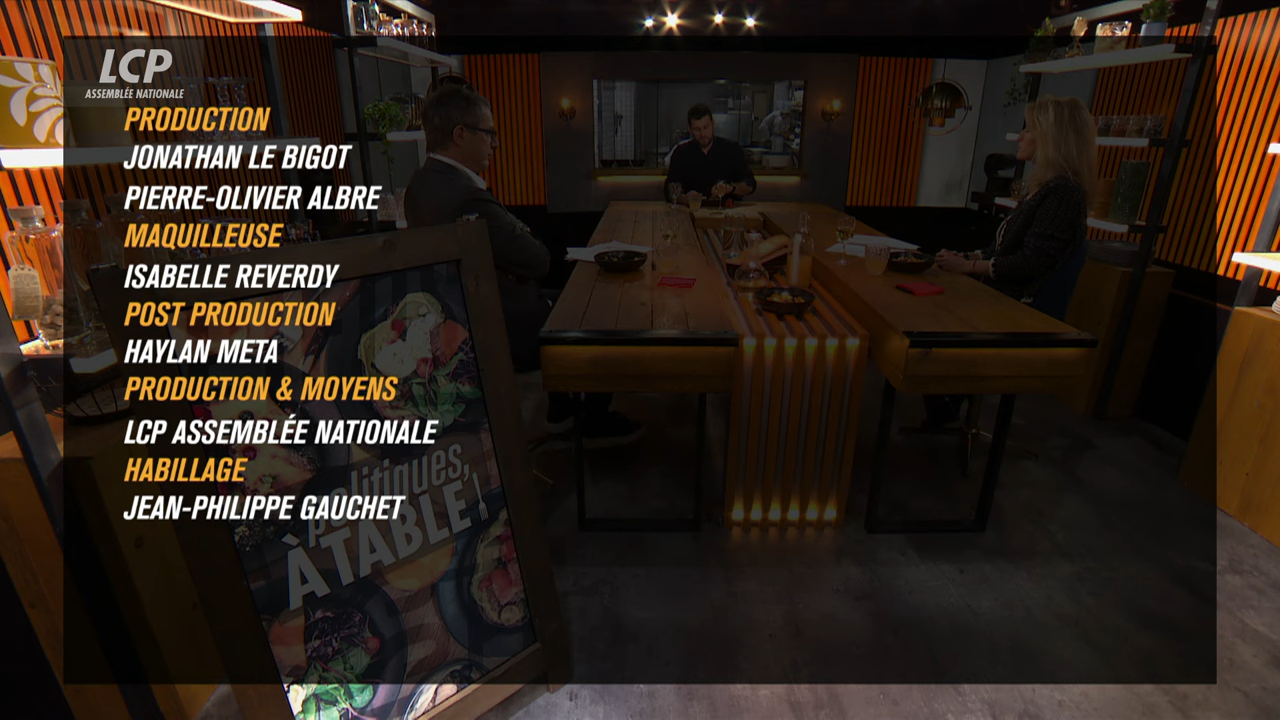 LCP
ASSEMBLÉE NATIONALE
PRODUCTION
JONATHAN LE BIGOT
PIERRE-OLIVIER ALBRE
MAQUILLEUSE
ISABELLE REVERDY
POST PRODUCTION
HAYLAN META
PRODUCTION & MOYENS
LCP ASSEMBLÉE NATIONALE
HABILLAGE
JEAN-PHILIPPE GAUCHET
politiques,
À TABLE!